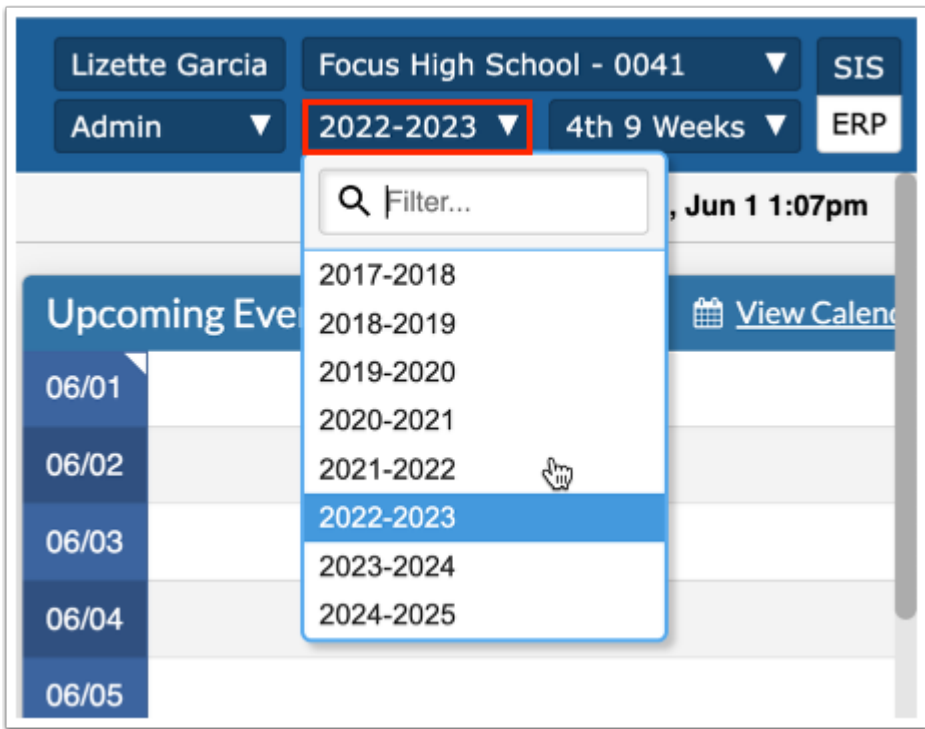 Lizette Garcia Focus High School - 0041 ▼ SIS
Admin ▼ 2022-2023 ▼ 4th 9 Weeks ▼ ERP
Filter... , Jun 1 1:07pm
2017-2018
Upcoming Eve 2018-2019 View Calen
2019-2020
06/01
2020-2021
06/02 2021-2022
2022-2023
06/03
2023-2024
06/04 2024-2025
06/05